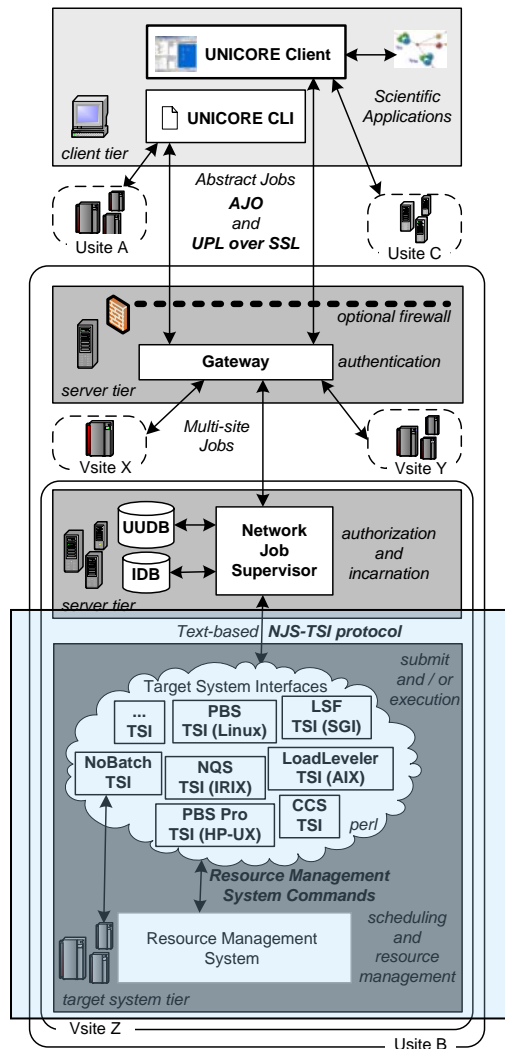 UNICORE Client
UNICORE CLI
Scientific
Applications
client tier
Abstract Jobs
AJO
and
UPL over SSL
Usite A
Usite C
optional firewall
Gateway
authentication
server tier
Multi-site
Jobs
Vsite X
Vsite Y
UUDB
IDB
Network
Job
Supervisor
authorization
and
incarnation
server tier
Text-based NJS-TSI protocol
submit
and / or
execution
Target System Interfaces
...
TSI
PBS
TSI (Linux)
LSF
TSI (SGI)
NoBatch
TSI
NQS
TSI (IRIX)
LoadLeveler
TSI (AIX)
PBS Pro
TSI (HP-UX)
CCS
TSI
perl
Resource Management
System Commands
Resource Management
System
scheduling
and
resource
management
target system tier
Vsite Z
Usite B